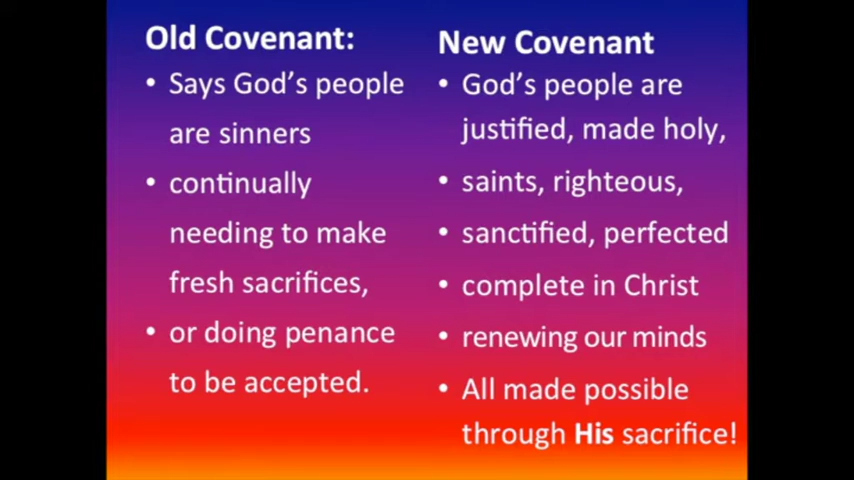 Old Covenant:
• Says God's people
are sinners
• continually
needing to make
fresh sacrifices,
• or doing penance
to be accepted.
New Covenant
• God's people are
justified, made holy,
• saints, righteous,
• sanctified, perfected
• complete in Christ
• renewing our minds
• All made possible
through His sacrifice!